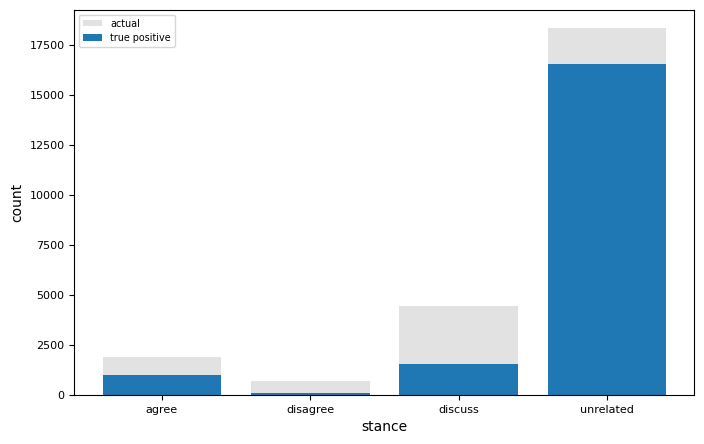 actual
true positive
17500
15000
12500
10000
7500
5000
2500
0
count
agree disagree discuss unrelated
stance